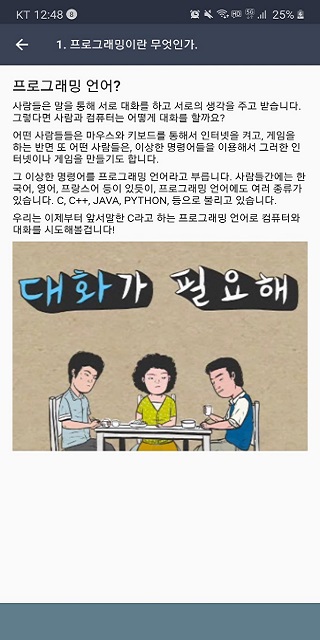 KT 12:48
25%
1. 프로그래밍이란 무엇인가.
프로그래밍 언어?
사람들은 말을 통해 서로 대화를 하고 서로의 생각을 주고 받습니다.
그렇다면 사람과 컴퓨터는 어떻게 대화를 할까요?
어떤 사람들들은 마우스와 키보드를 통해서 인터넷을 켜고, 게임을
하는 반면 또 어떤 사람들은, 이상한 명령어들을 이용해서 그러한 인
터넷이나 게임을 만들기도 합니다.
그 이상한 명령어를 프로그래밍 언어라고 부릅니다. 사람들간에는 한
국어, 영어, 프랑스어 등이 있듯이, 프로그래밍 언어에도 여러 종류가
있습니다. C, C++, JAVA, PYTHON, 등으로 불리고 있습니다.
우리는 이제부터 앞서말한 C라고 하는 프로그래밍 언어로 컴퓨터와
대화를 시도해볼겁니다!
대화가 필요해